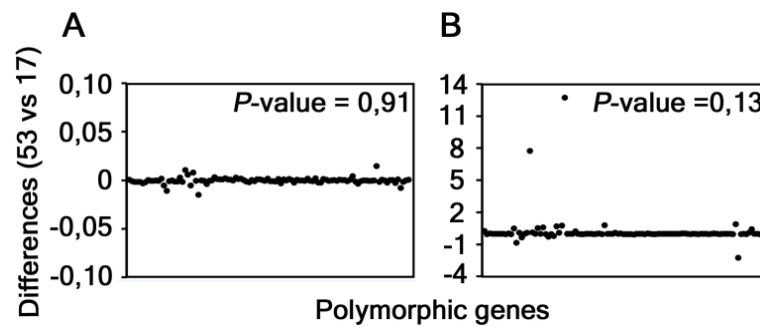 A
B
Differences (53 vs 17)
0,10
0,05
0
-0,05
-0,10
P-value = 0,91
14
11
8
5
2
-1
-4
P-value =0,13
Polymorphic genes